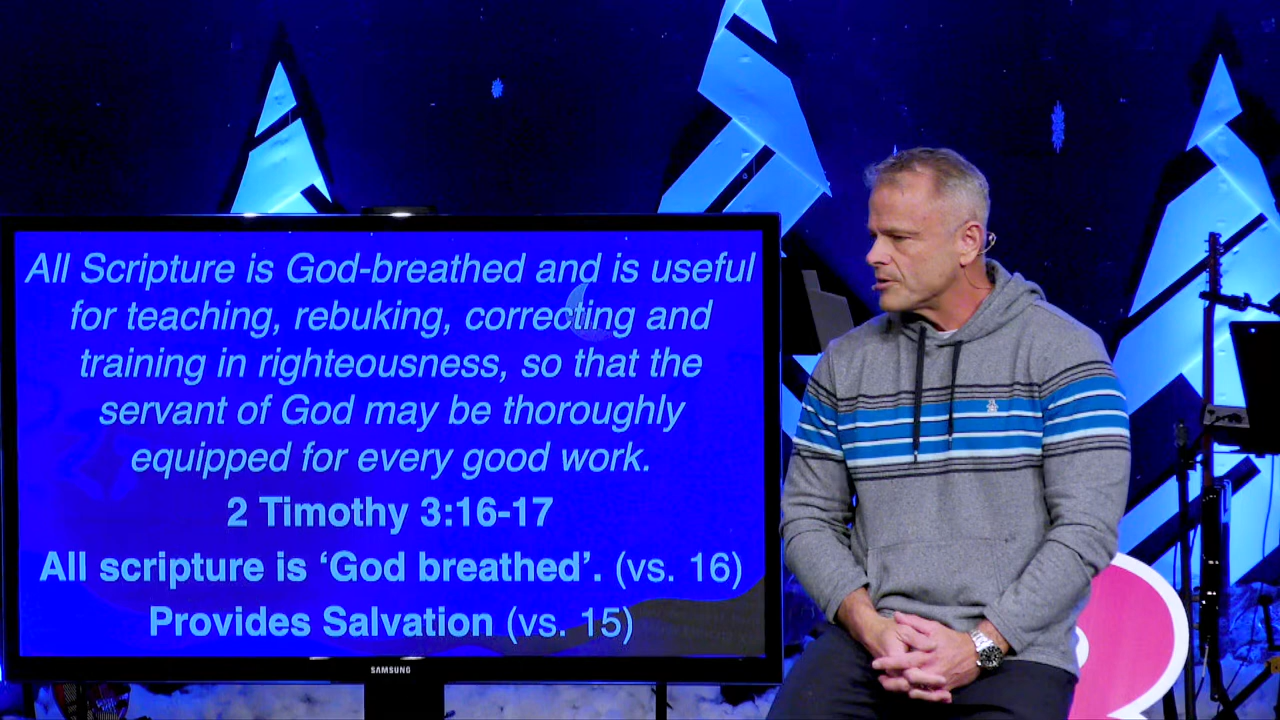 All Scripture is God-breathed and is useful
for teaching, rebuking, correcting and
training in righteousness, so that the
servant of God may be thoroughly
equipped for every good work.
2 Timothy 3:16-17
All scripture is ‘God breathed’. (vs. 16)
Provides Salvation (vs. 15)
SAMSUNG